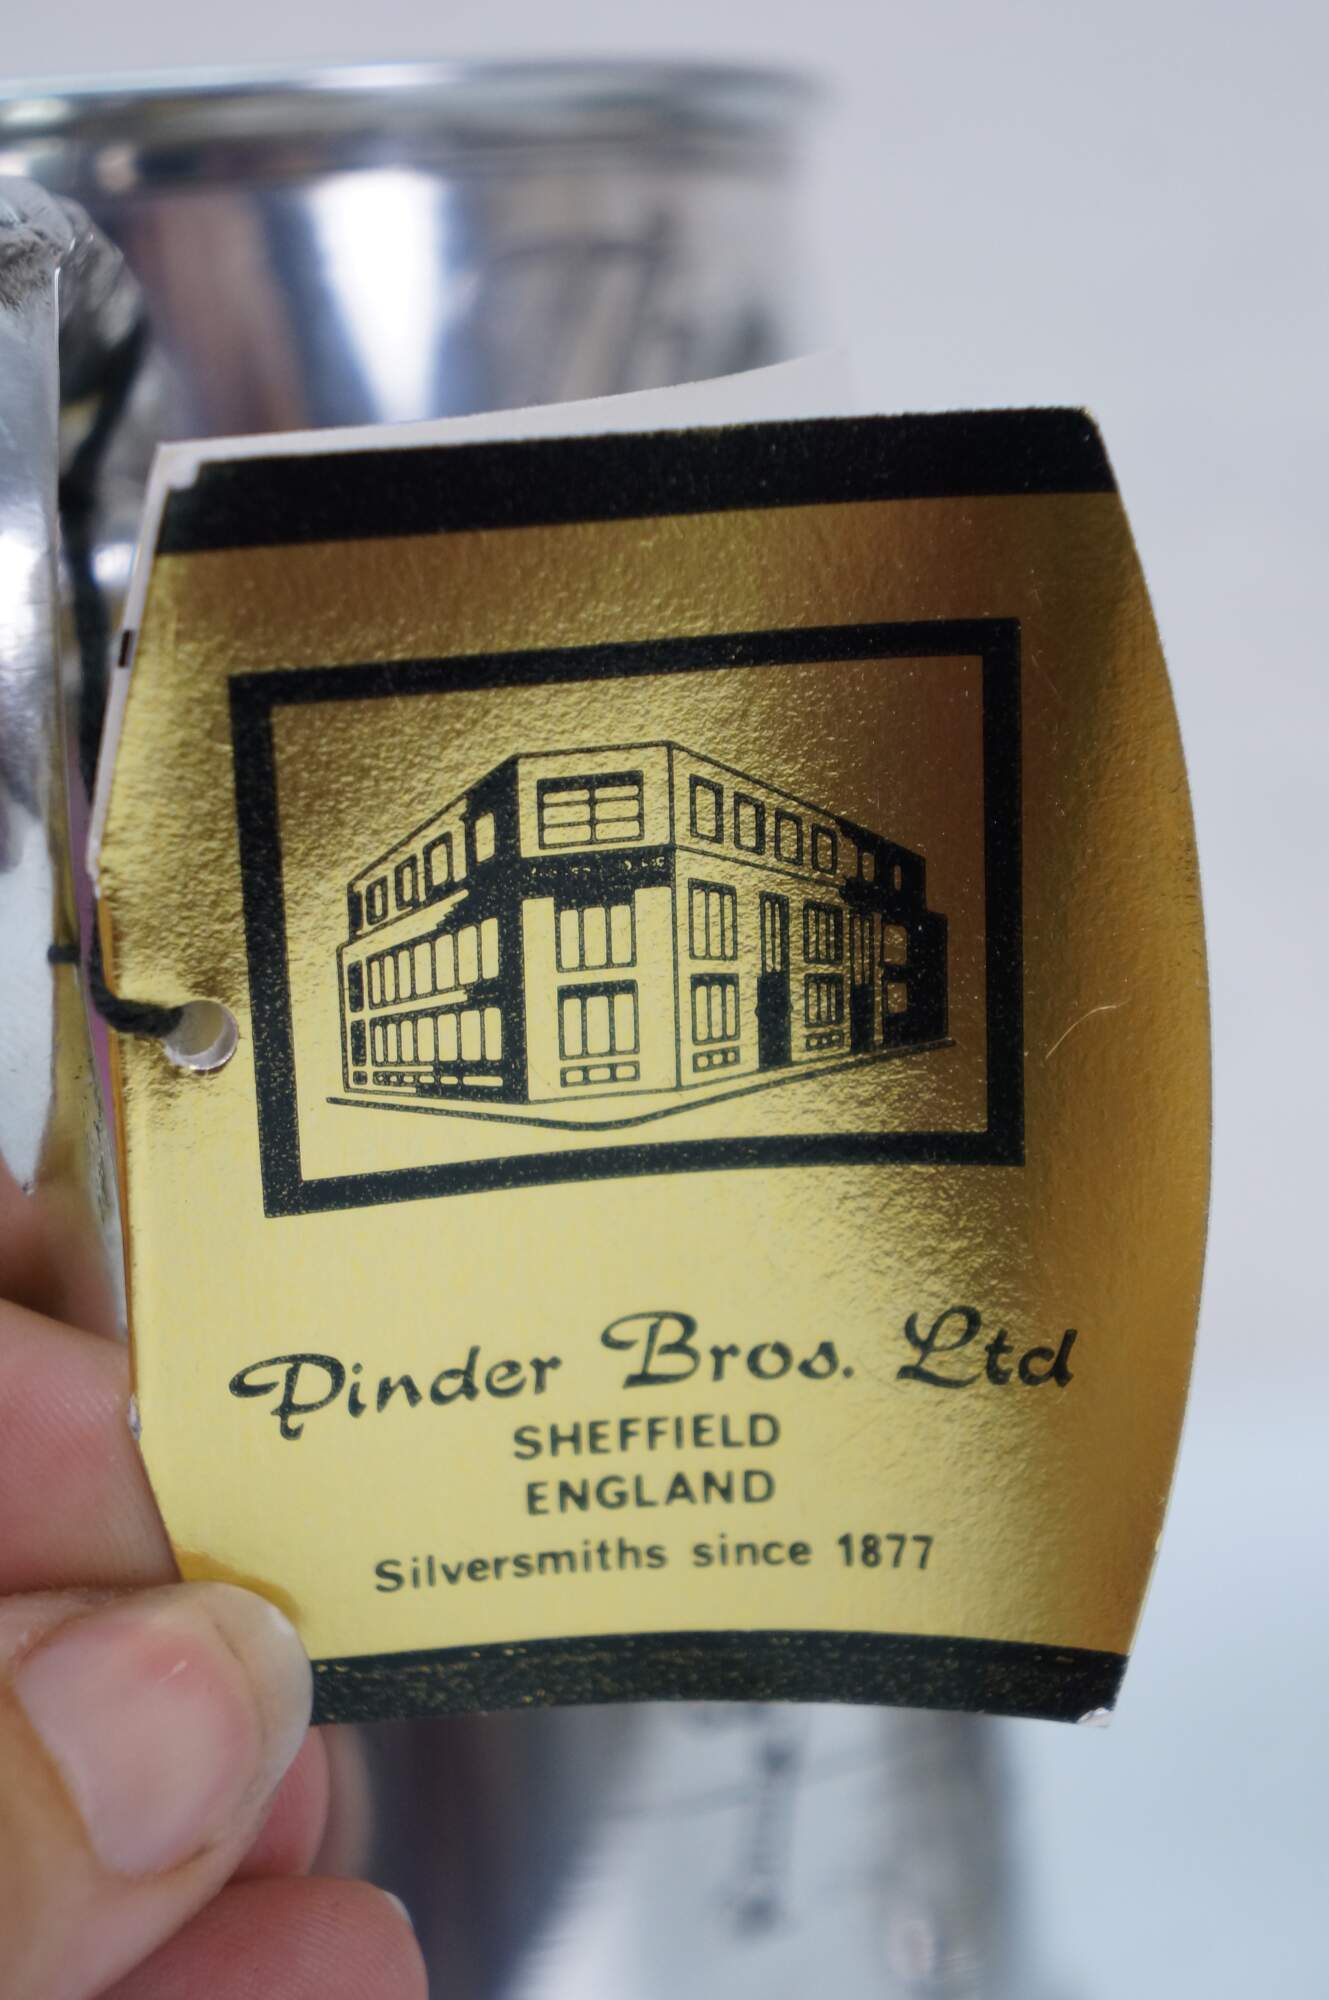 Pinder Bros. Ltd
SHEFFIELD
ENGLAND
Silversmiths since 1877